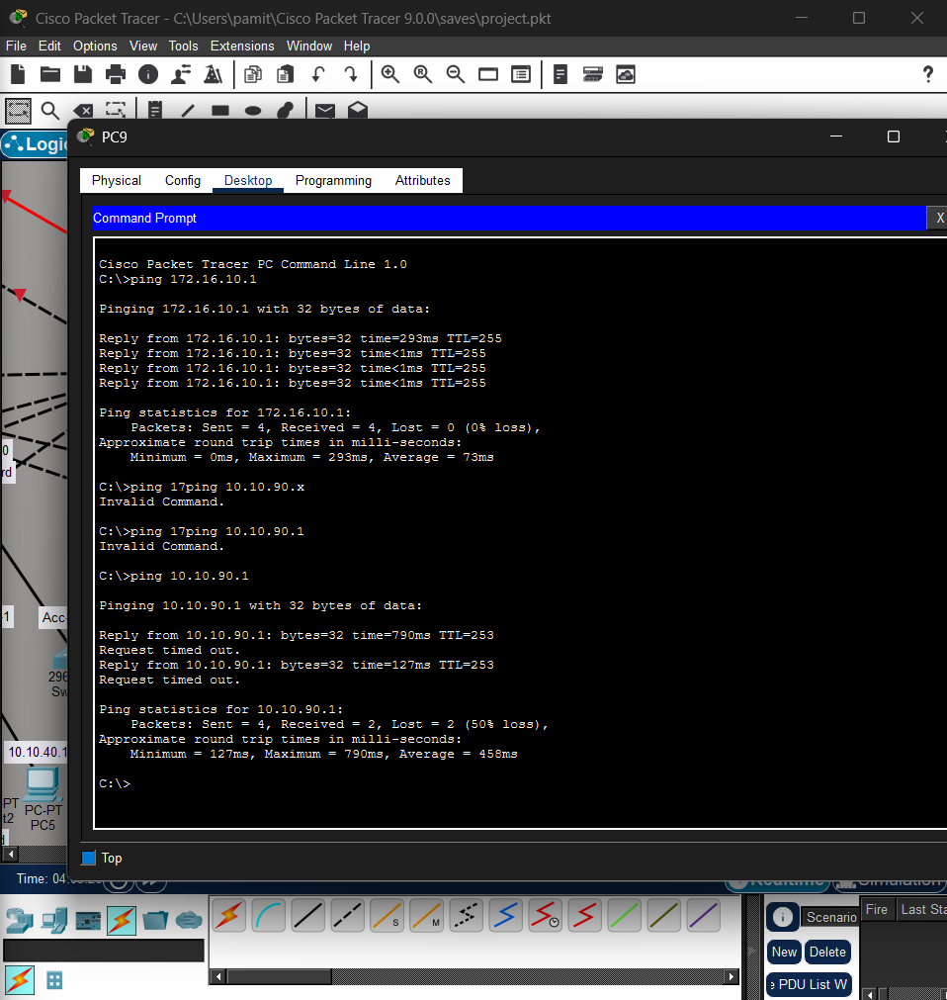 Cisco Packet Tracer - C:\Users\pamit\Cisco Packet Tracer 9.0.0\saves\project.pkt
File Edit Options View Tools Extensions Window Help
?
PC9
Physical Config Desktop Programming Attributes
Command Prompt
X
Cisco Packet Tracer PC Command Line 1.0
C:\>ping 172.16.10.1
Pinging 172.16.10.1 with 32 bytes of data:
Reply from 172.16.10.1: bytes=32 time=293ms TTL=255
Reply from 172.16.10.1: bytes=32 time<1ms TTL=255
Reply from 172.16.10.1: bytes=32 time<1ms TTL=255
Reply from 172.16.10.1: bytes=32 time<1ms TTL=255
Ping statistics for 172.16.10.1:
Packets: Sent = 4, Received = 4, Lost = 0 (0% loss),
Approximate round trip times in milli-seconds:
Minimum = 0ms, Maximum = 293ms, Average = 73ms
C:\>ping 17ping 10.10.90.x
Invalid Command.
C:\>ping 17ping 10.10.90.1
Invalid Command.
C:\>ping 10.10.90.1
Pinging 10.10.90.1 with 32 bytes of data:
Reply from 10.10.90.1: bytes=32 time=790ms TTL=253
Request timed out.
Reply from 10.10.90.1: bytes=32 time=127ms TTL=253
Request timed out.
Ping statistics for 10.10.90.1:
Packets: Sent = 4, Received = 2, Lost = 2 (50% loss),
Approximate round trip times in milli-seconds:
Minimum = 127ms, Maximum = 790ms, Average = 458ms
C:\>
Top
Logic
0
rd
-1
Acc-
296
Sw
10.10.40.1
PC-PT
PC5
PT
t2
Time: 04:
Realtime Simulation
S
M
Scenario
New Delete
e PDU List W
Fire Last Sta